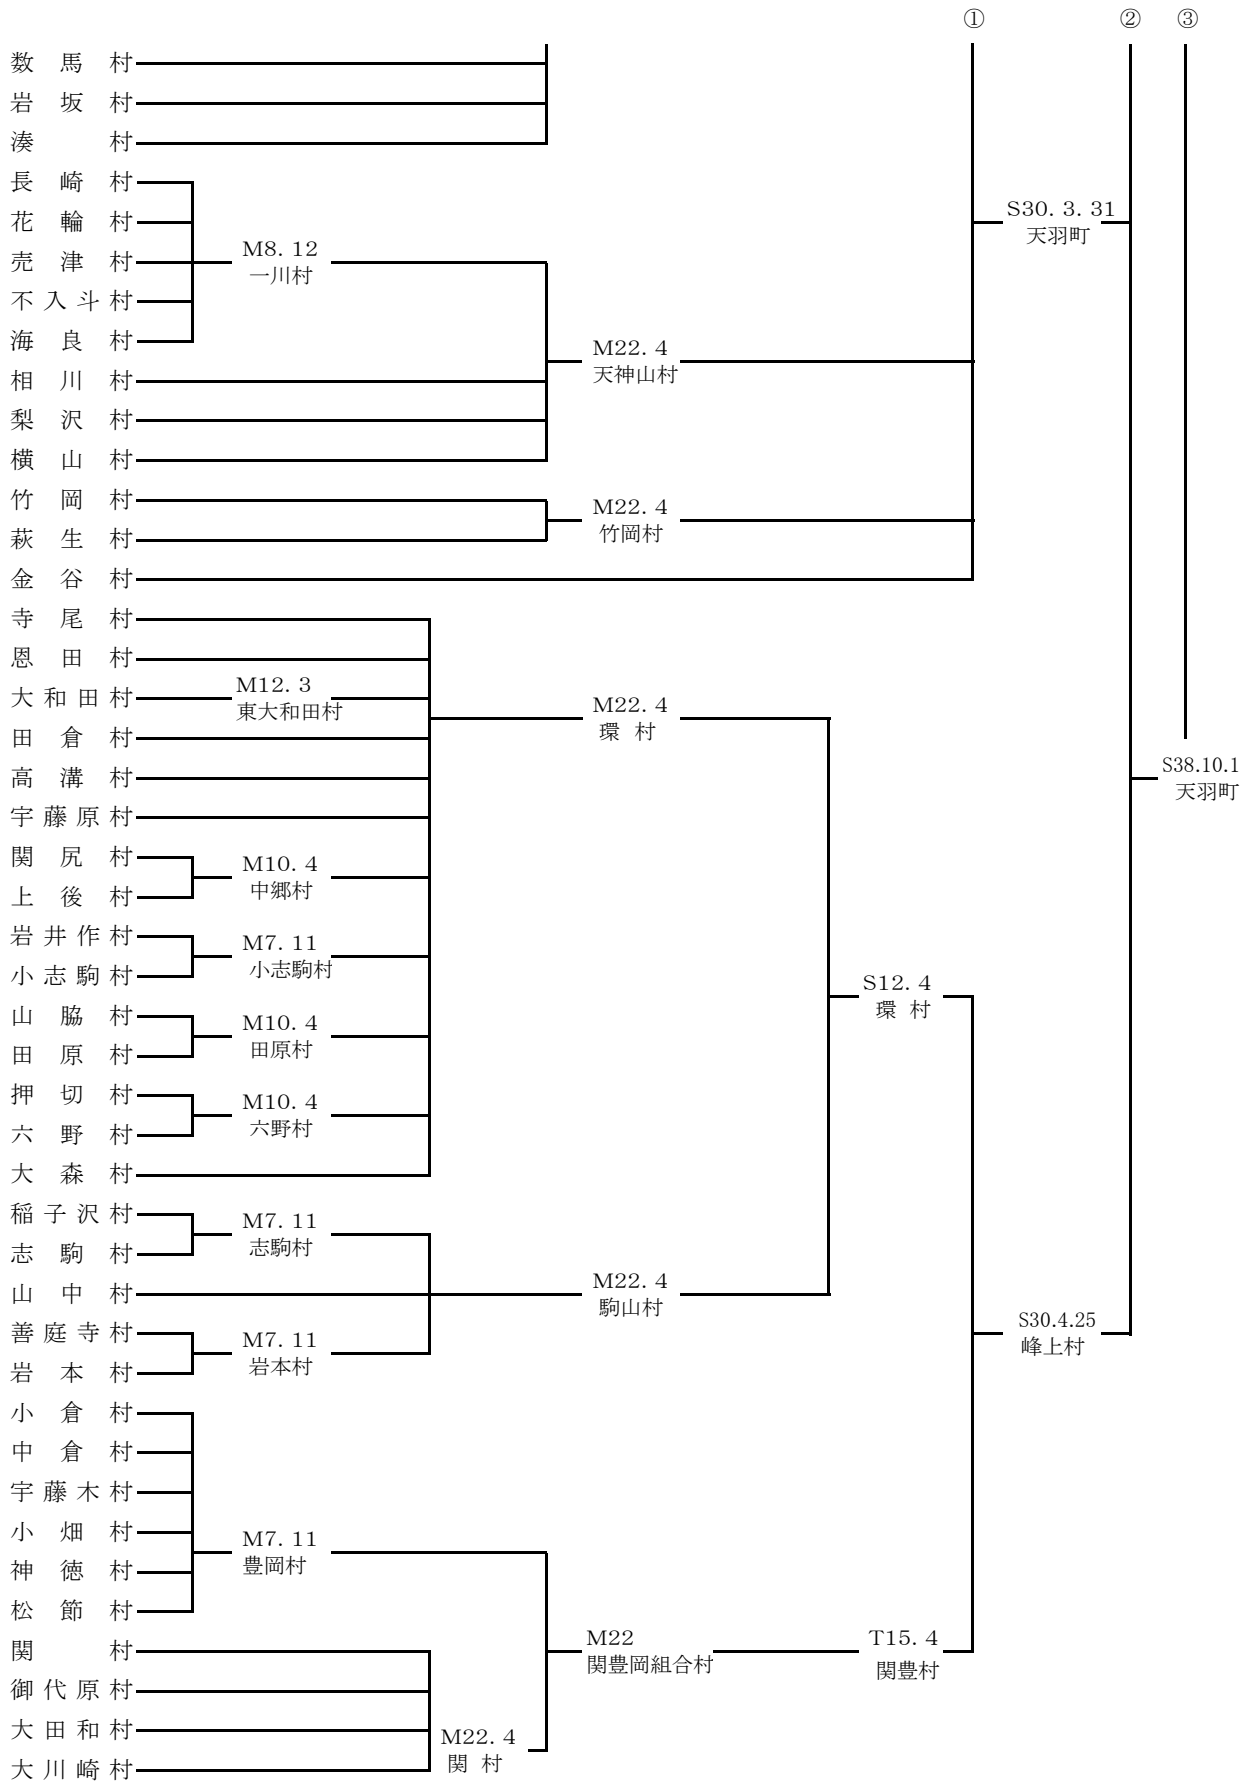 ① ② ③
数馬村
岩坂村
湊村
長崎村
花輪村
S30. 3. 31
天羽町
売津村
M8. 12
一川村
不入斗村
海良村
M22. 4
天神山村
相川村
梨沢村
横山村
竹岡村
M22. 4
竹岡村
萩生村
金谷村
寺尾村
恩田村
大和田村
M12. 3
東大和田村
M22. 4
環村
田倉村
高溝村
S38.10.1
天羽町
宇藤原村
関尻村
M10. 4
中郷村
上後村
岩井作村
M7. 11
小志駒村
小志駒村
S12. 4
環村
山脇村
M10. 4
田原村
田原村
押切村
M10. 4
六野村
六野村
大森村
稲子沢村
M7. 11
志駒村
志駒村
山中村
M22. 4
駒山村
善庭寺村
M7. 11
岩本村
S30.4.25
峰上村
岩本村
小倉村
中倉村
宇藤木村
小畑村
M7. 11
豊岡村
神徳村
松節村
関村
M22
関豊岡組合村
T15. 4
関豊村
御代原村
大田和村
M22. 4
関村
大川崎村